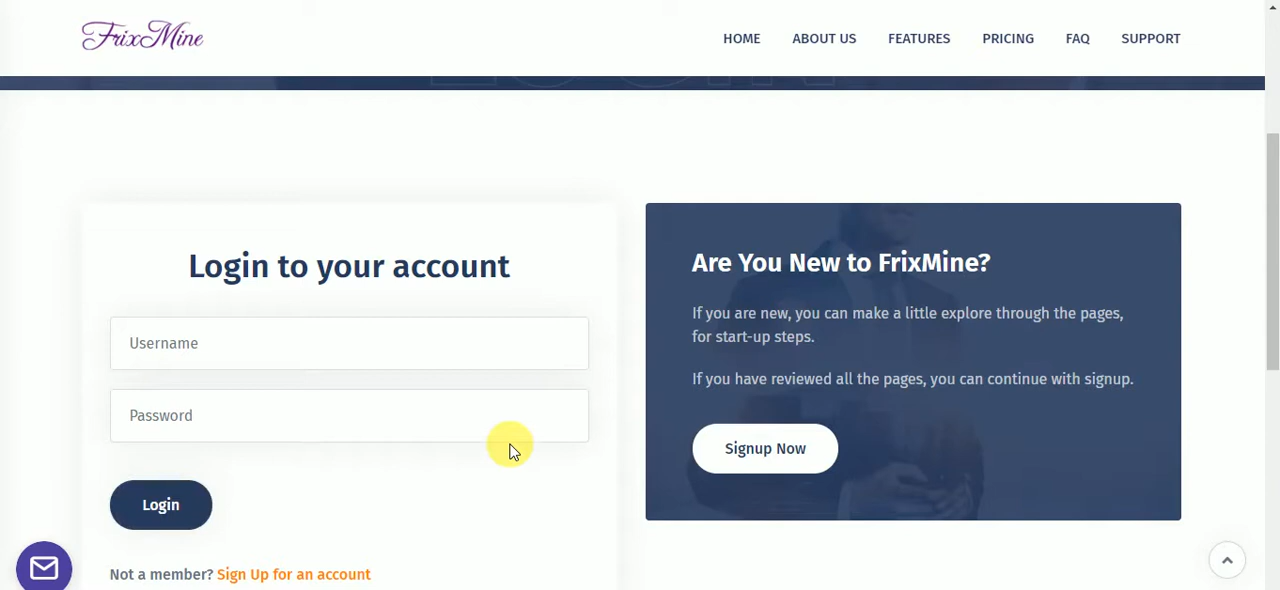 FrixMine
HOME ABOUT US FEATURES PRICING FAQ SUPPORT
Login to your account
Username
Password
Login
Not a member? Sign Up for an account
Are You New to FrixMine?
If you are new, you can make a little explore through the pages,
for start-up steps.
If you have reviewed all the pages, you can continue with signup.
Signup Now